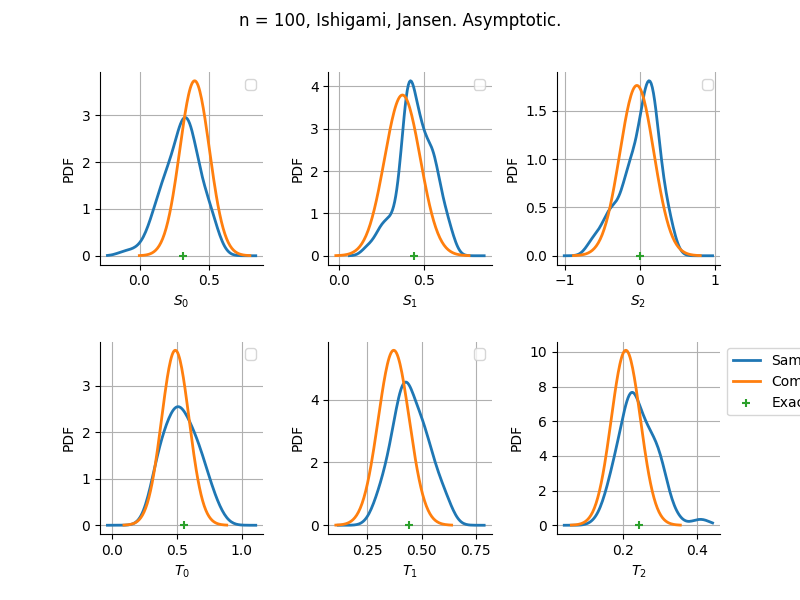 n = 100, Ishigami, Jansen. Asymptotic.
PDF
3
2
1
0
0.0 0.5
S0
PDF
4
3
2
1
0
0.0 0.5
S1
PDF
1.5
1.0
0.5
0.0
−1 0 1
S2
PDF
3
2
1
0
0.0 0.5 1.0
T0
PDF
4
2
0
0.25 0.50 0.75
T1
PDF
10
8
6
4
2
0
0.2 0.4
T2
Sam
Com
Exac